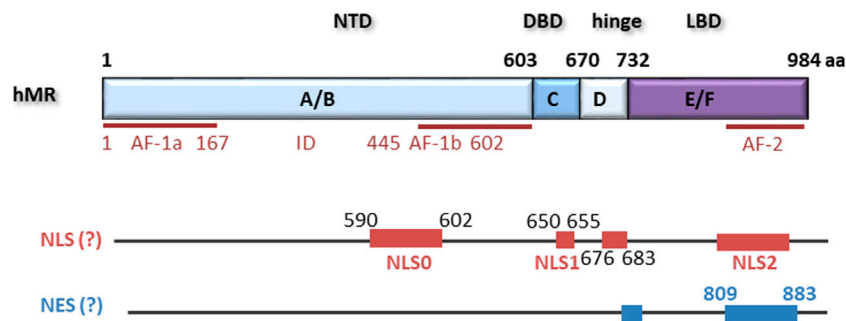 NTD DBD hinge LBD
1 603 670 732 984 aa
hMR A/B C D E/F
1 AF-1a 167 ID 445 AF-1b 602 AF-2
590 602 650 655
NLS (?) NLS0 NLS1 676 683 NLS2
809 883
NES (?)